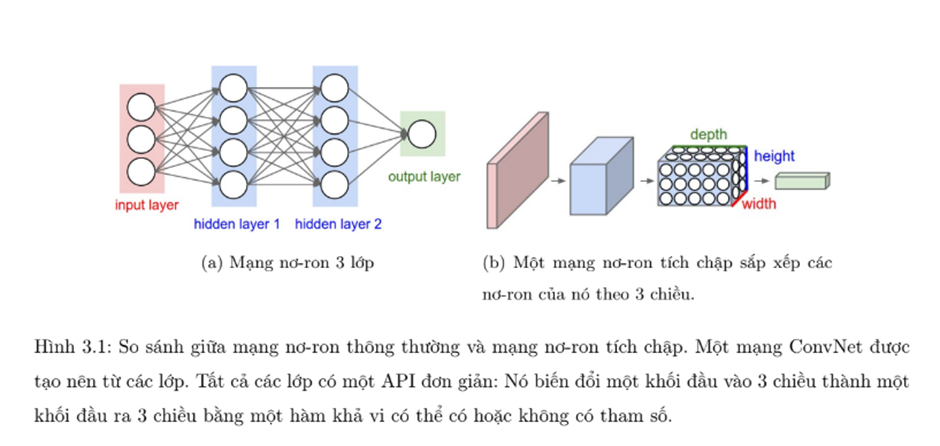 input layer
hidden layer 1
hidden layer 2
output layer
depth
height
width
(a) Mạng nơ-ron 3 lớp
(b) Một mạng nơ-ron tích chập sắp xếp các
nơ-ron của nó theo 3 chiều.
Hình 3.1: So sánh giữa mạng nơ-ron thông thường và mạng nơ-ron tích chập. Một mạng ConvNet được
tạo nên từ các lớp. Tất cả các lớp có một API đơn giản: Nó biến đổi một khối đầu vào 3 chiều thành một
khối đầu ra 3 chiều bằng một hàm khả vi có thể có hoặc không có tham số.